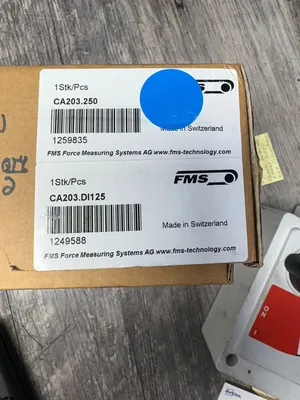 1Stk/Pcs
CA203.250
1259835
Made in Switzerland
FMS Force Measuring Systems AG www.fms-technology.com
1Stk/Pcs
FMS
CA203.DI125
Made in Switzerland
1249588
FMS Force Measuring Systems AG www.fms-technology.com
NO